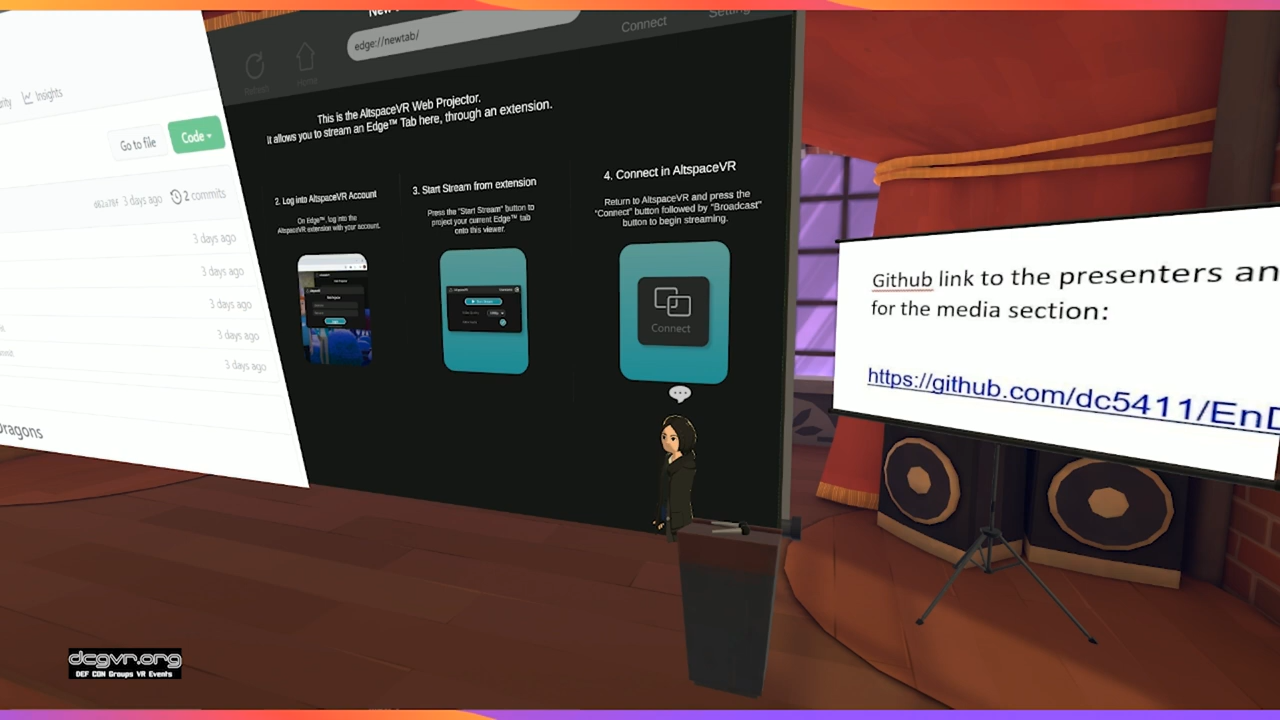 Insights
Go to file
Code
3 days ago
2 commits
3 days ago
3 days ago
3 days ago
3 days ago
3 days ago
Dragons
edge://newtab/
Refresh
Home
Connect
This is the AltspaceVR Web Projector.
It allows you to stream an Edge™ Tab here, through an extension.
2. Log into AltspaceVR Account
On Edge™, log into the
AltspaceVR extension with your account.
3. Start Stream from extension
Press the "Start Stream" button to
project your current Edge™ tab
onto this viewer.
4. Connect in AltspaceVR
Return to AltspaceVR and press the
"Connect" button followed by "Broadcast"
button to begin streaming.
Connect
Github link to the presenters an
for the media section:
https://github.com/dc5411/EnD
dcgvr.org
DEF CON Groups VR Events